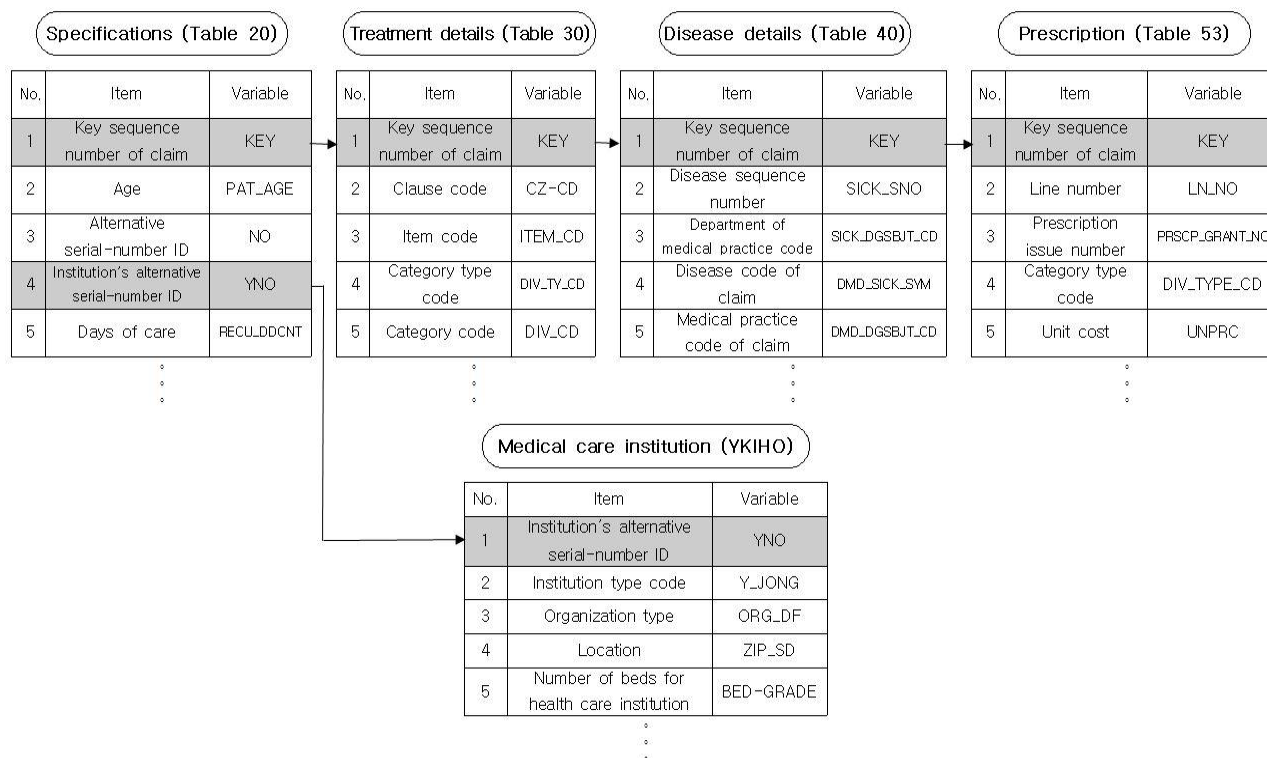 Specifications (Table 20)
No. Item Variable
1 Key sequence number of claim KEY
2 Age PAT_AGE
3 Alternative serial-number ID NO
4 Institution's alternative serial-number ID YNO
5 Days of care RECU_DDCNT
Treatment details (Table 30)
No. Item Variable
1 Key sequence number of claim KEY
2 Clause code CZ-CD
3 Item code ITEM_CD
4 Category type code DIV_TY_CD
5 Category code DIV_CD
Disease details (Table 40)
No. Item Variable
1 Key sequence number of claim KEY
2 Disease sequence number SICK_SNO
3 Department of medical practice code SICK_DGSBJT_CD
4 Disease code of claim DMD_SICK_SYM
5 Medical practice code of claim DMD_DGSBJT_CD
Prescription (Table 53)
No. Item Variable
1 Key sequence number of claim KEY
2 Line number LN_NO
3 Prescription issue number PRSCP_GRANT_NO
4 Category type code DIV_TYPE_CD
5 Unit cost UNPRC
Medical care institution (YKIHO)
No. Item Variable
1 Institution's alternative serial-number ID YNO
2 Institution type code Y_JONG
3 Organization type ORG_DF
4 Location ZIP_SD
5 Number of beds for health care institution BED-GRADE